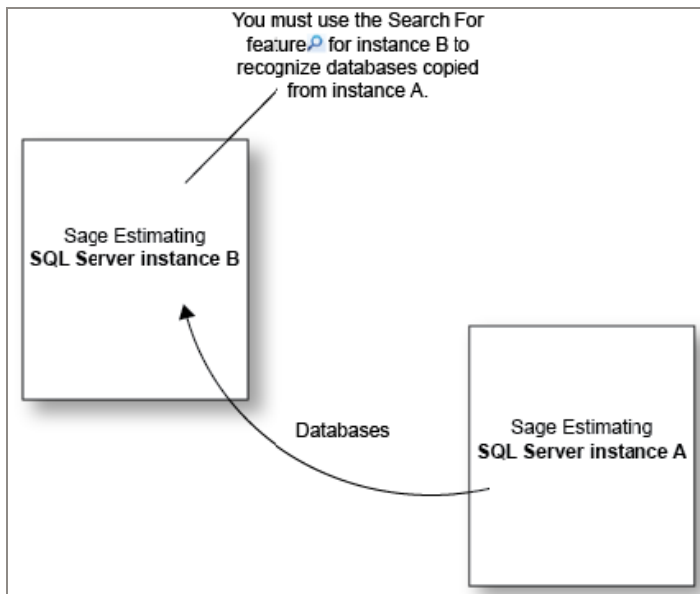 You must use the Search For
feature for instance B to
recognize databases copied
from instance A.
Sage Estimating
SQL Server instance B
Databases
Sage Estimating
SQL Server instance A